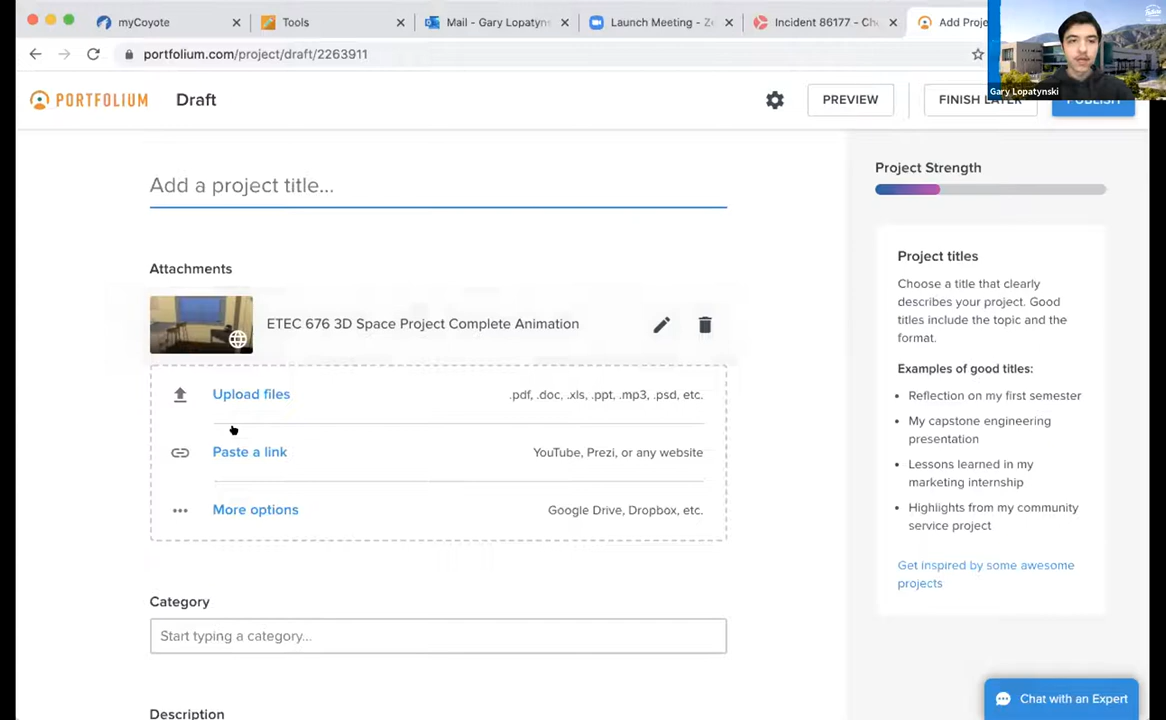 myCoyote
Tools
Mail - Gary Lopatyns
Launch Meeting - Ze
Incident 86177 - Che
Add Proje
portfolium.com/project/draft/2263911
Gary Lopatynski
PORTFOLIUM
Draft
PREVIEW
FINISH LATER
PUBLISH
Add a project title...
Project Strength
Attachments
Project titles
Choose a title that clearly
describes your project. Good
titles include the topic and the
format.
ETEC 676 3D Space Project Complete Animation
Examples of good titles:
Upload files
.pdf, .doc, .xls, .ppt, .mp3, .psd, etc.
• Reflection on my first semester
• My capstone engineering
presentation
Paste a link
YouTube, Prezi, or any website
• Lessons learned in my
marketing internship
More options
Google Drive, Dropbox, etc.
• Highlights from my community
service project
Get inspired by some awesome
projects
Category
Start typing a category...
Description
Chat with an Expert